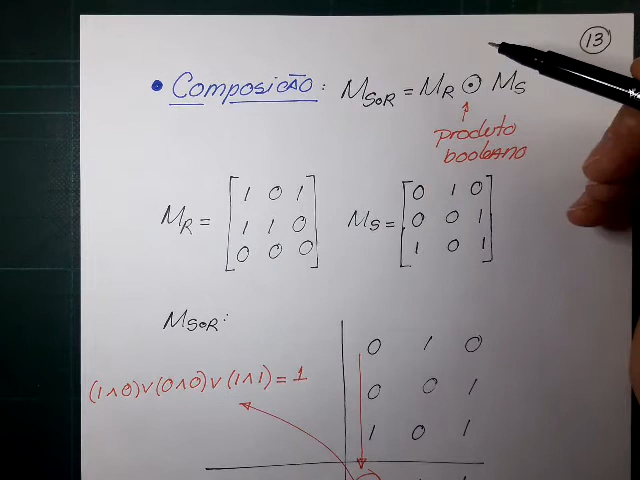 13
• Composição: M_S∘R = M_R ⊙ M_S
produto
booleano
M_R = [1 0 1
1 1 0
0 0 0] M_S = [0 1 0
0 0 1
1 0 1]
M_S∘R:
0 1 0
(1∧0)∨(0∧0)∨(1∧1) = 1
0 0 1
1 0 1